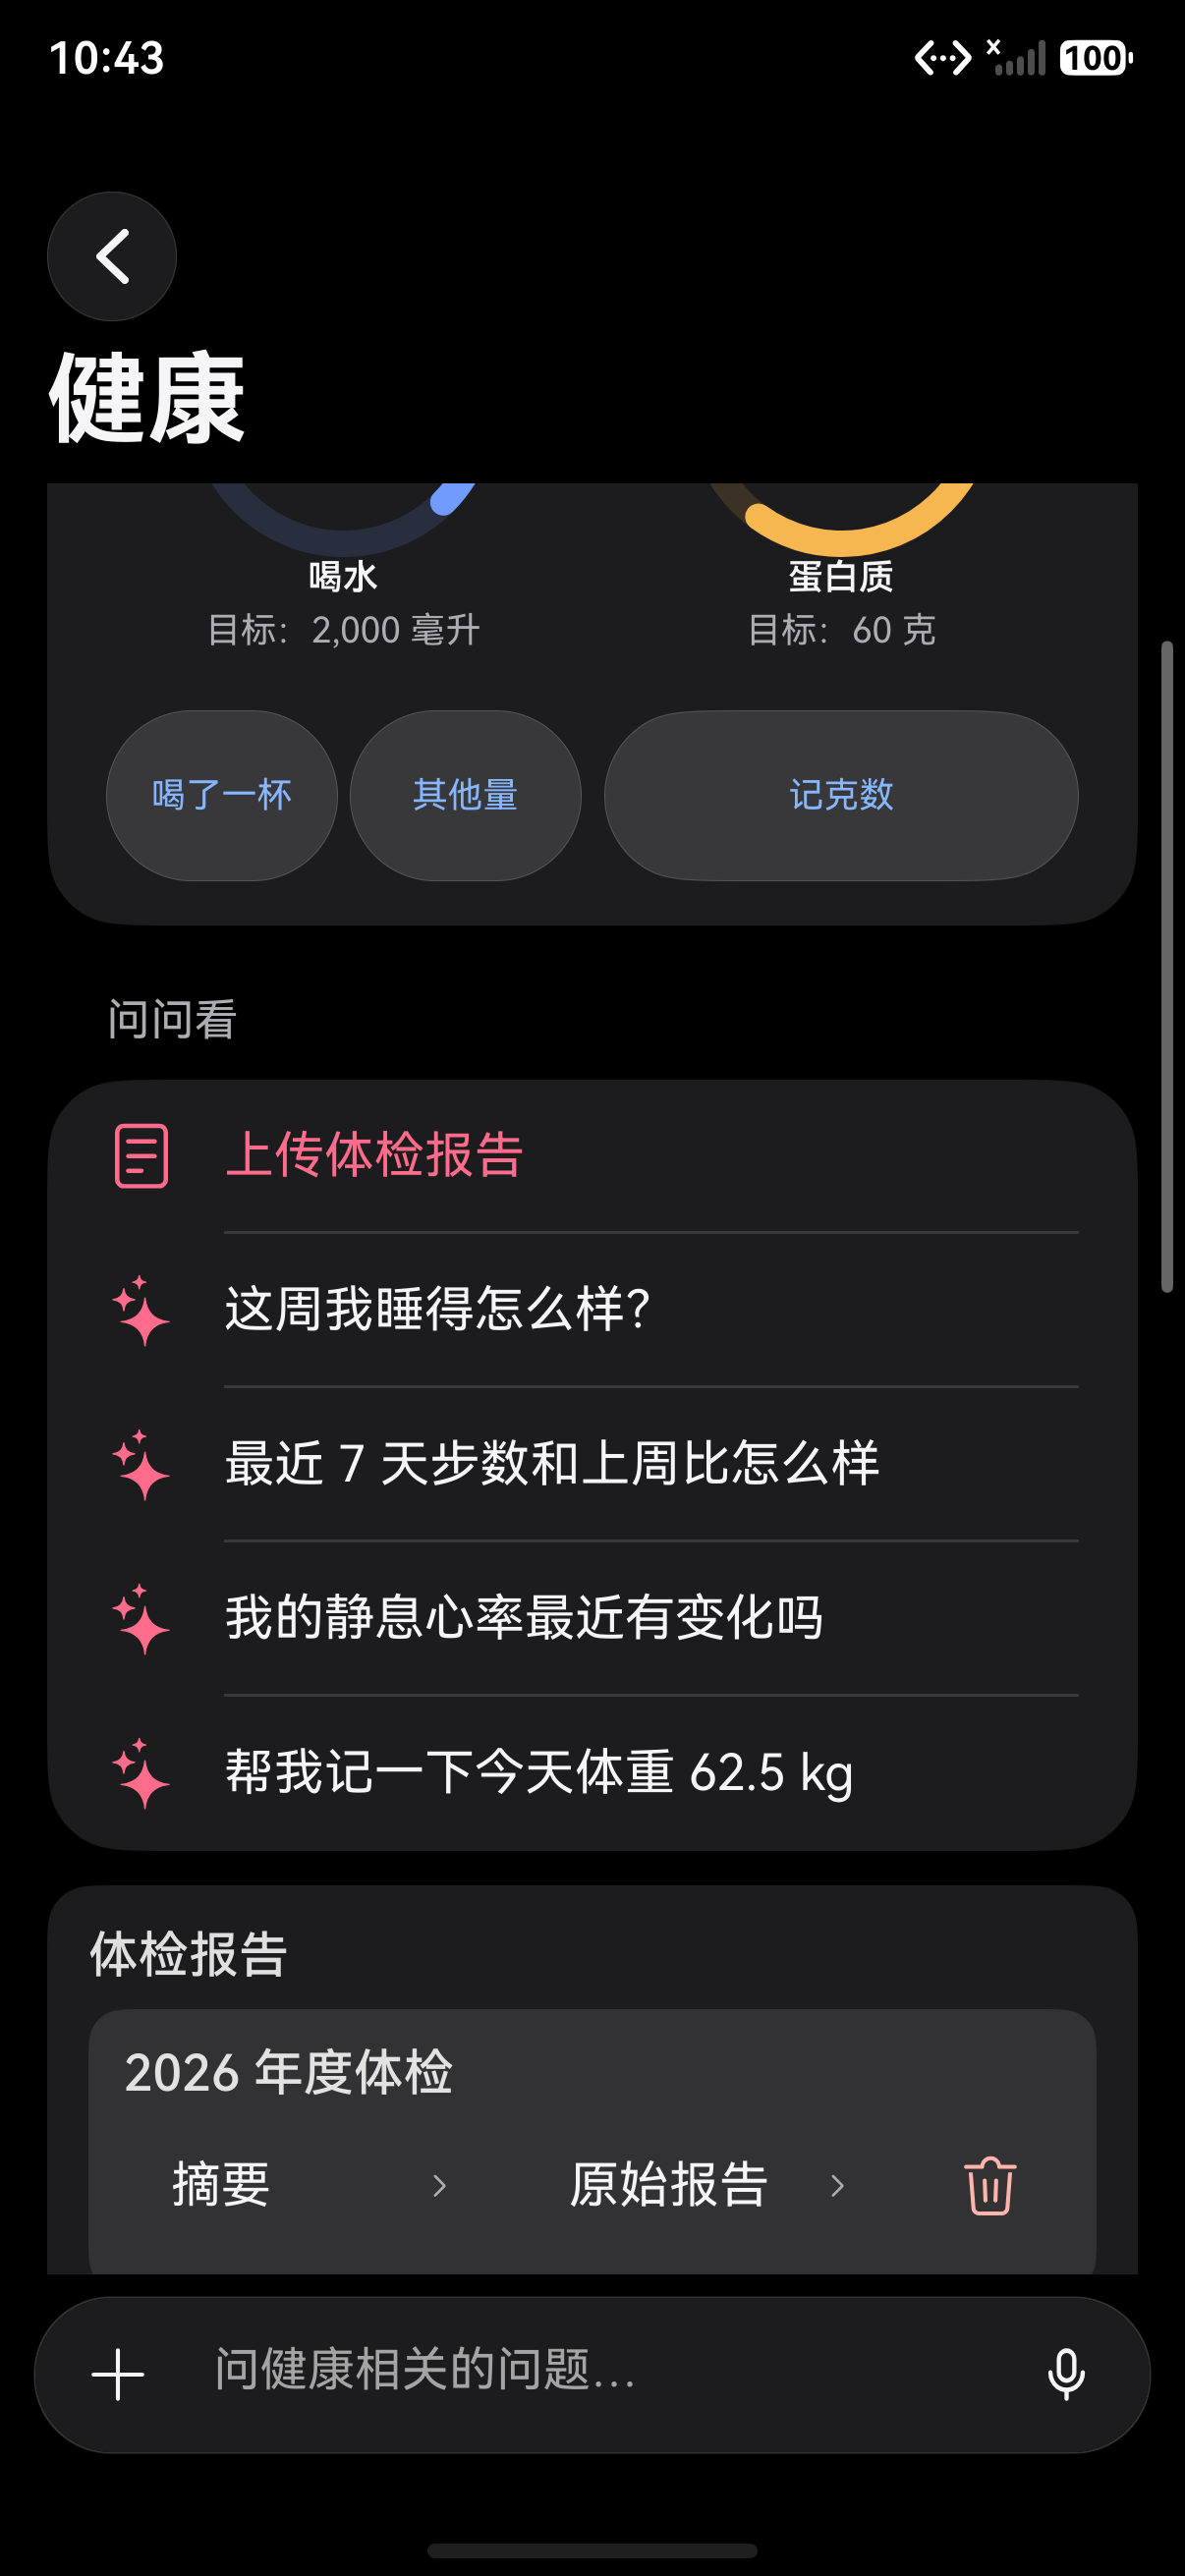 10:43
100
健康
喝水
蛋白质
目标：2,000 毫升
目标：60 克
喝了一杯
其他量
记克数
问问看
上传体检报告
这周我睡得怎么样？
最近 7 天步数和上周比怎么样
我的静息心率最近有变化吗
帮我记一下今天体重 62.5 kg
体检报告
2026 年度体检
摘要
原始报告
问健康相关的问题…